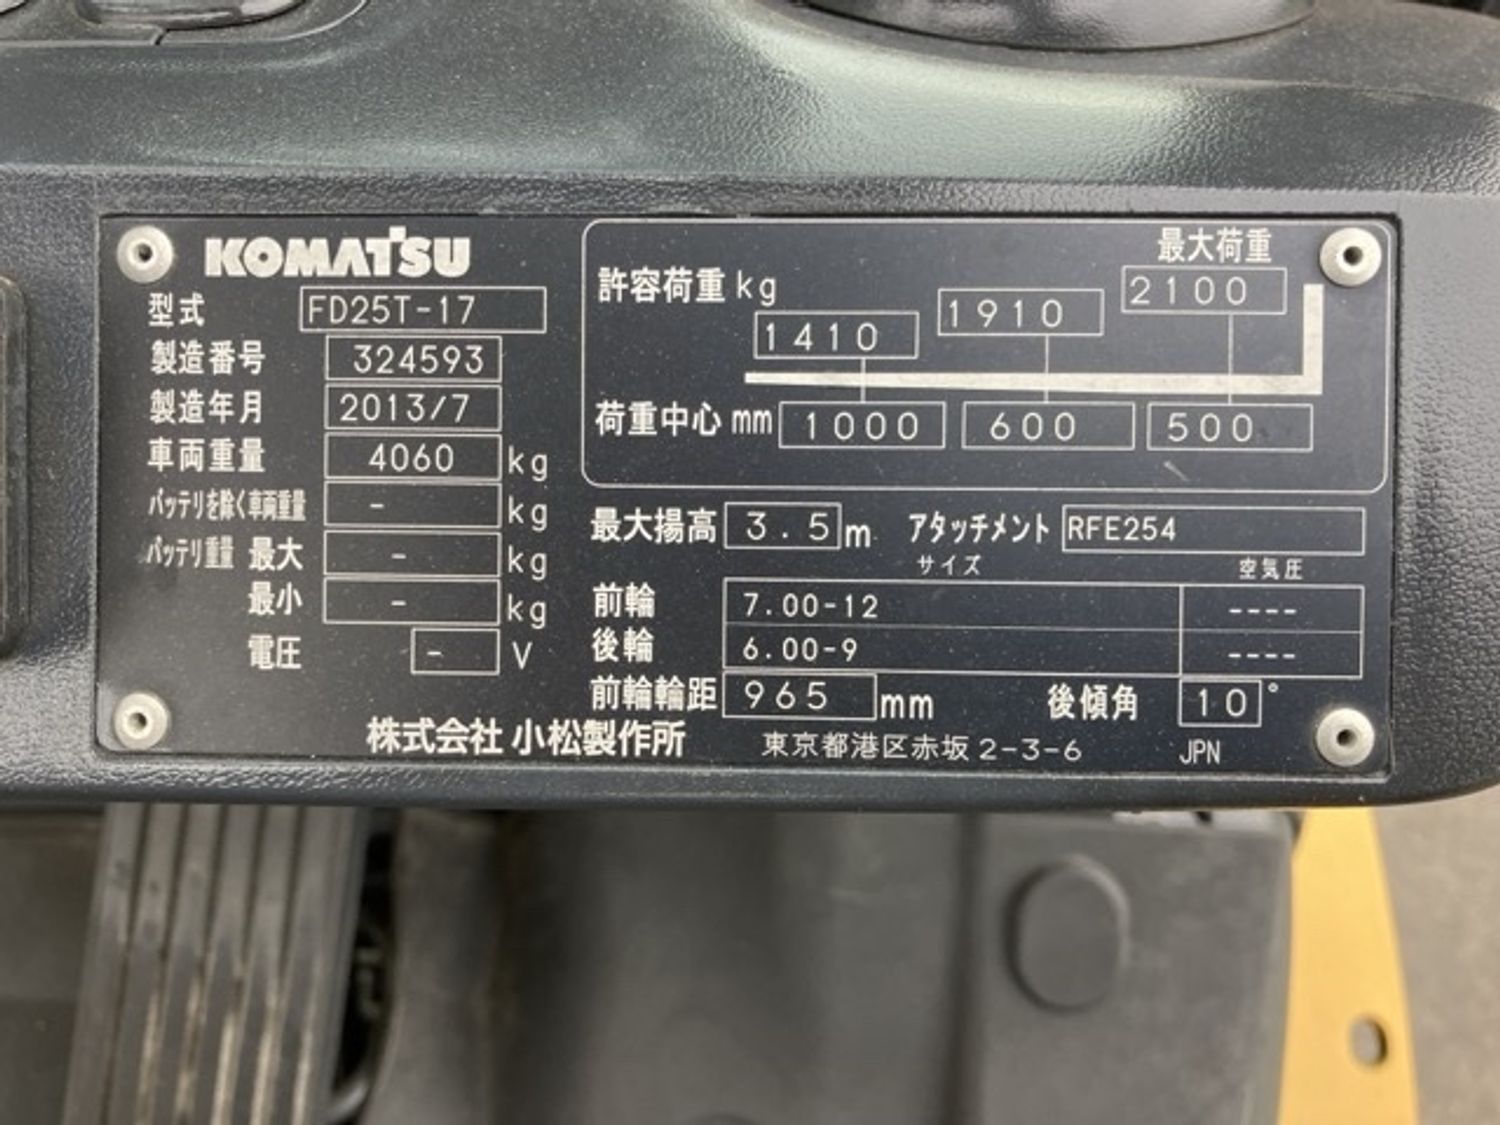 KOMATSU
型式 FD25T-17
製造番号 324593
製造年月 2013/7
車両重量 4060 kg
バッテリを除く車両重量 - kg
バッテリ重量 最大 - kg
最小 - kg
電圧 - V
最大荷重
許容荷重 kg 1410 1910 2100
荷重中心 mm 1000 600 500
最大揚高 3.5 m アタッチメント RFE254
サイズ 空気圧
前輪 7.00-12 ----
後輪 6.00-9 ----
前輪輪距 965 mm 後傾角 10°
株式会社 小松製作所 東京都港区赤坂 2-3-6 JPN